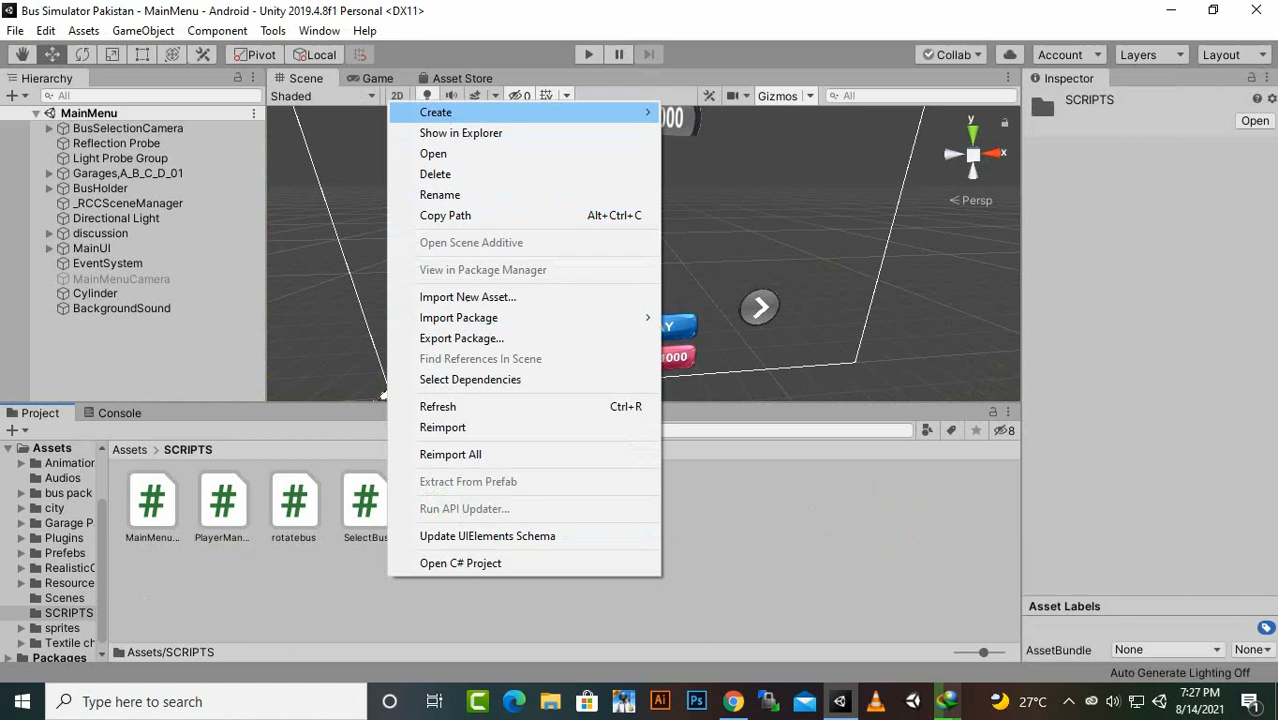 Bus Simulator Pakistan - MainMenu - Android - Unity 2019.4.8f1 Personal <DX11>
File Edit Assets GameObject Component Tools Window Help
Pivot Local Collab Account Layers Layout
Hierarchy Scene Game Asset Store Inspector
All Shaded 2D 0 Gizmos All
SCRIPTS
Open
MainMenu
BusSelectionCamera
Reflection Probe
Light Probe Group
Garages,A_B_C_D_01
BusHolder
_RCCSceneManager
Directional Light
discussion
MainUI
EventSystem
MainMenuCamera
Cylinder
BackgroundSound
Create
Show in Explorer
Open
Delete
Rename
Copy Path Alt+Ctrl+C
Open Scene Additive
View in Package Manager
Import New Asset...
Import Package
Export Package...
Find References In Scene
Select Dependencies
Refresh Ctrl+R
Reimport
Reimport All
Extract From Prefab
Run API Updater...
Update UIElements Schema
Open C# Project
000
AY
1000
y
x
Persp
Project Console
8
Assets
Animation
Audios
bus pack
city
Garage P
Plugins
Prefebs
RealisticC
Resource
Scenes
SCRIPTS
sprites
Textile ch
Packages
Assets > SCRIPTS
# # # #
MainMenu... PlayerMan... rotatebus SelectBus
Assets/SCRIPTS
Asset Labels
AssetBundle None None
Auto Generate Lighting Off
Type here to search
Ai Ps
27°C
7:27 PM
8/14/2021
1